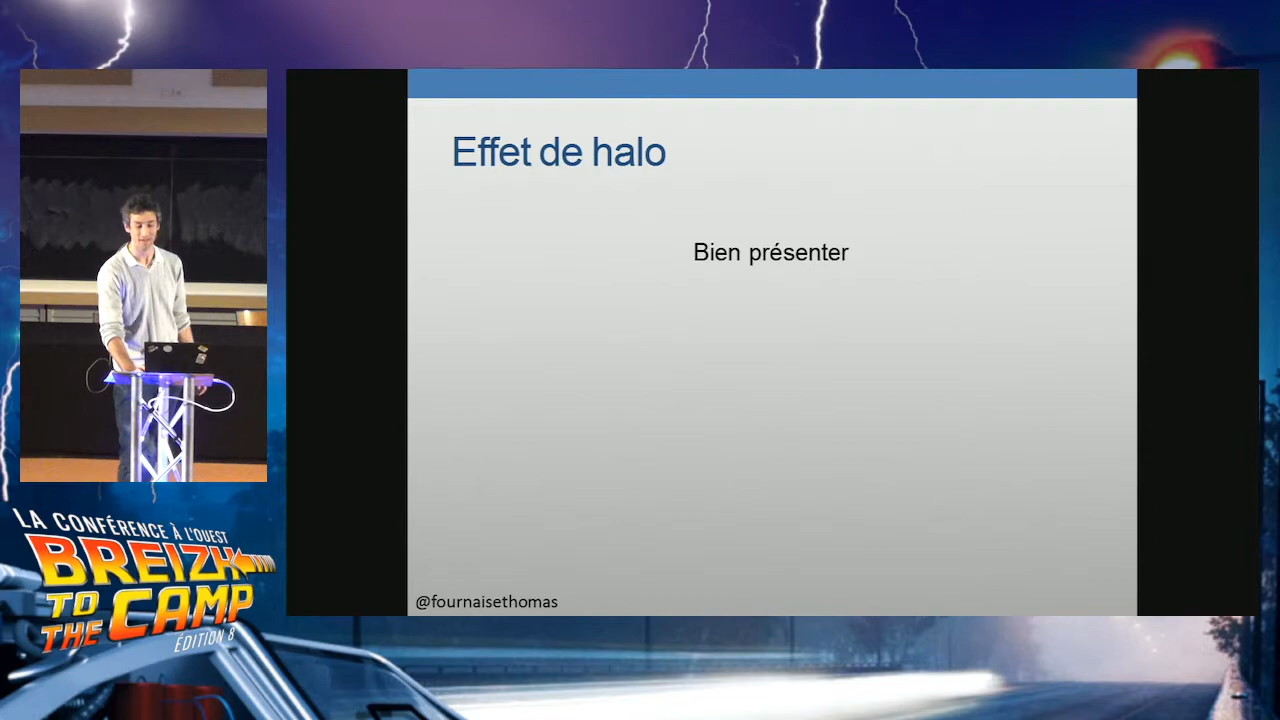 Effet de halo
Bien présenter
@fournaisethomas
LA CONFÉRENCE À L'OUEST
BREIZH
TO
THE CAMP
ÉDITION 8